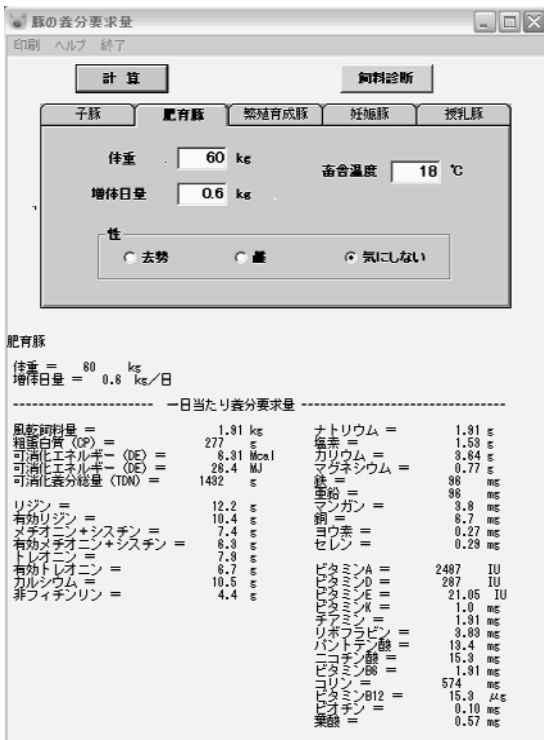 豚の養分要求量
印刷 ヘルプ 終了
計 算 飼料診断
子豚 肥育豚 繁殖育成豚 妊娠豚 授乳豚
体重 60 kg
畜舎温度 18 ℃
増体日量 0.6 kg
性
去勢 雌 気にしない
肥育豚
体重 = 60 kg
増体日量 = 0.6 kg/日
---------------------- 一日当たり養分要求量 ------------------------------------
風乾飼料量 = 1.91 kg
粗蛋白質 (CP) = 277 g
可消化エネルギー (DE) = 6.31 Mcal
可消化エネルギー (DE) = 26.4 MJ
可消化養分総量 (TDN) = 1432 g
リジン = 12.2 g
有効リジン = 10.4 g
メチオニン+シスチン = 7.4 g
有効メチオニン+シスチン = 6.3 g
トレオニン = 7.9 g
有効トレオニン = 6.7 g
カルシウム = 10.5 g
非フィチンリン = 4.4 g
ナトリウム = 1.91 g
塩素 = 1.53 g
カリウム = 3.64 g
マグネシウム = 0.77 g
鉄 = 96 mg
亜鉛 = 96 mg
マンガン = 3.8 mg
銅 = 6.7 mg
ヨウ素 = 0.27 mg
セレン = 0.29 mg
ビタミンA = 2487 IU
ビタミンD = 287 IU
ビタミンE = 21.05 IU
ビタミンK = 1.0 mg
チアミン = 1.91 mg
リボフラビン = 3.83 mg
パントテン酸 = 13.4 mg
ニコチン酸 = 15.3 mg
ビタミンB6 = 1.91 mg
コリン = 574 mg
ビタミンB12 = 15.3 μg
ビオチン = 0.10 mg
葉酸 = 0.57 mg